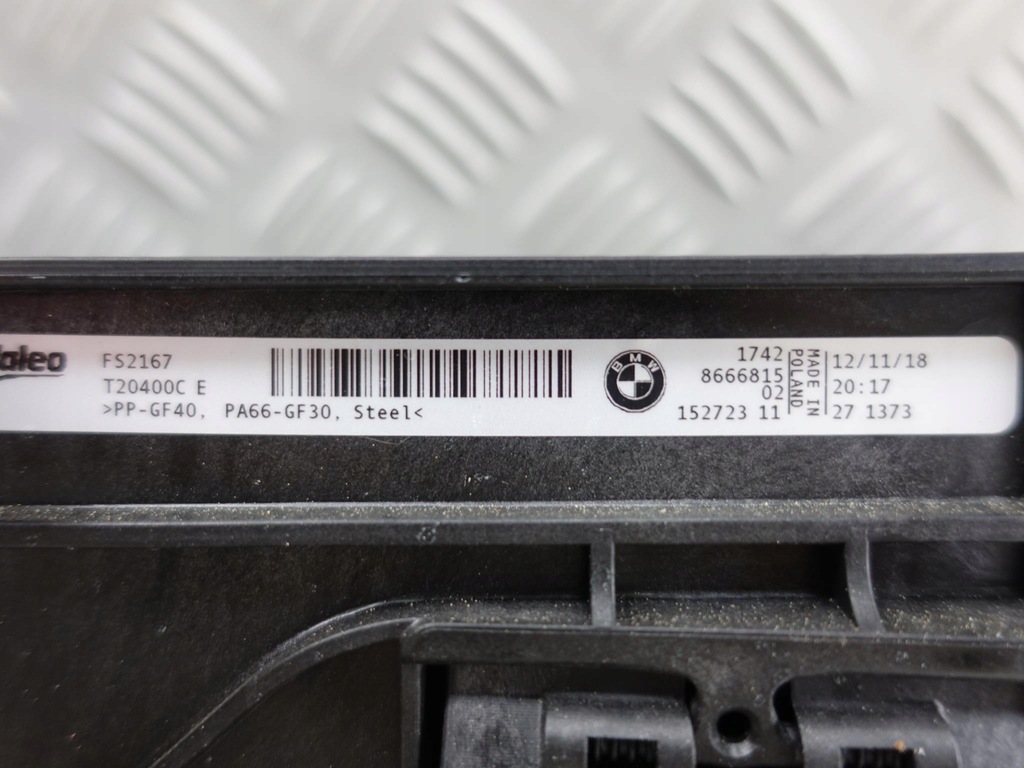 FS2167
T20400C E
>PP-GF40, PA66-GF30, Steel<
BMW
1742
8666815
02
152723 11
MADE IN
POLAND
12/11/18
20:17
27 1373